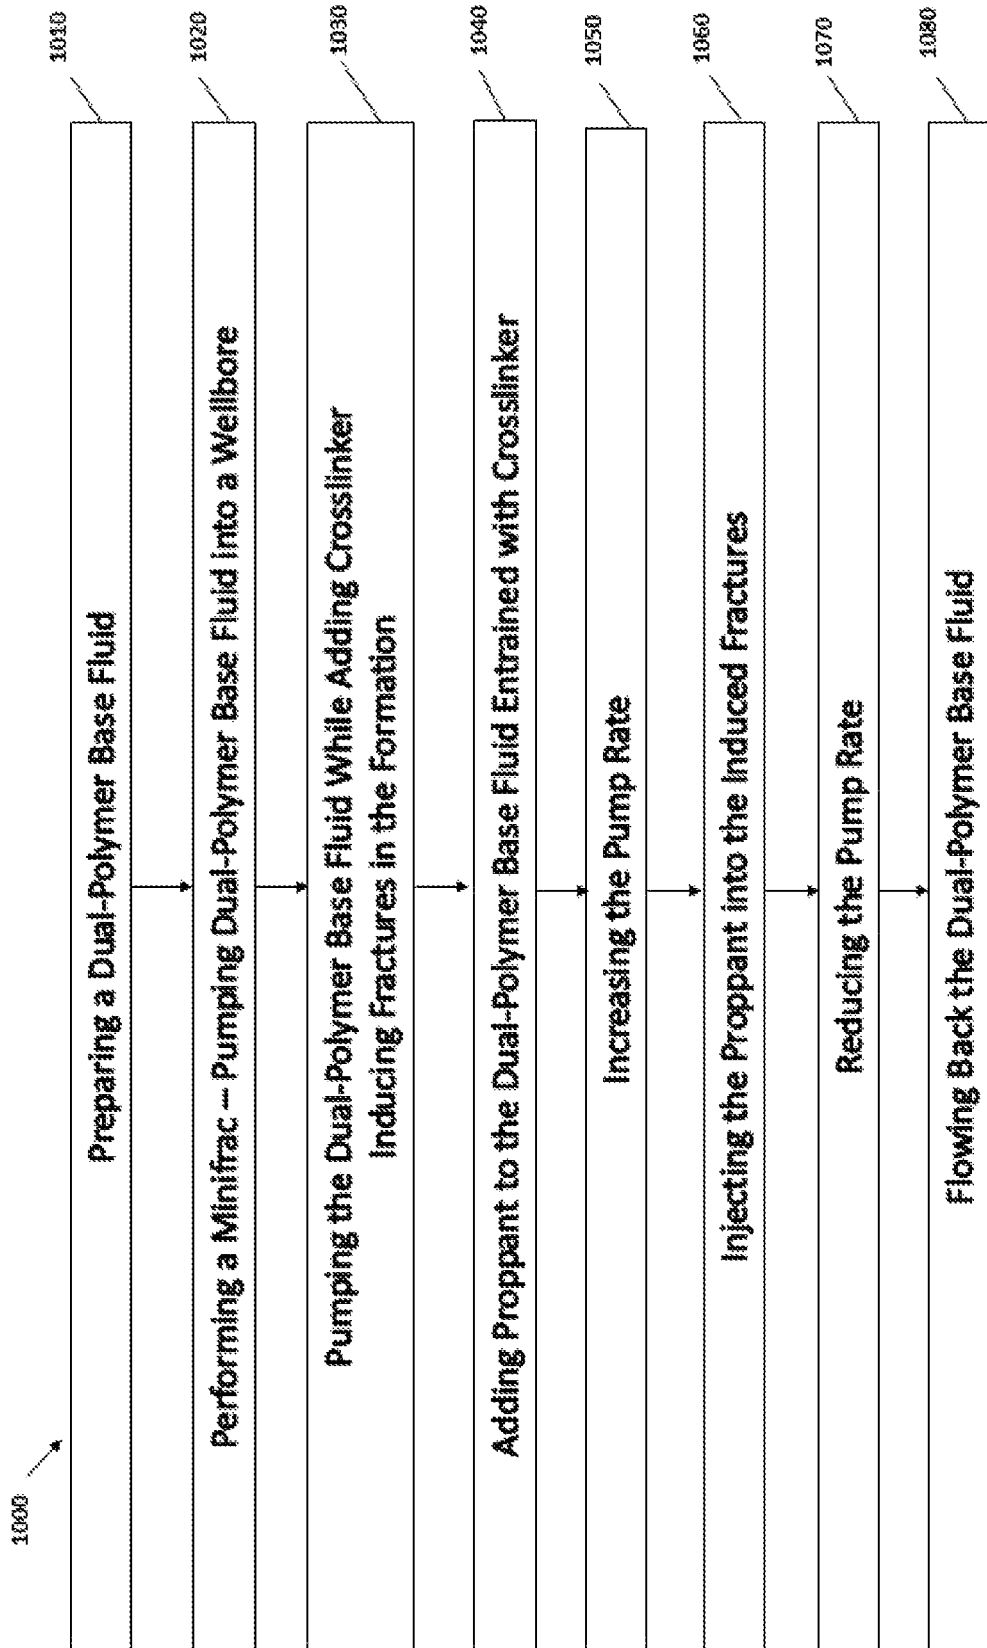 1000
Preparing a Dual-Polymer Base Fluid
1010
Performing a Minifrac – Pumping Dual-Polymer Base Fluid Into a Wellbore
1020
Pumping the Dual-Polymer Base Fluid While Adding Crosslinker
Inducing Fractures in the Formation
1030
Adding Proppant to the Dual-Polymer Base Fluid Entrained with Crosslinker
1040
Increasing the Pump Rate
1050
Injecting the Proppant into the Induced Fractures
1060
Reducing the Pump Rate
1070
Flowing Back the Dual-Polymer Base Fluid
1080